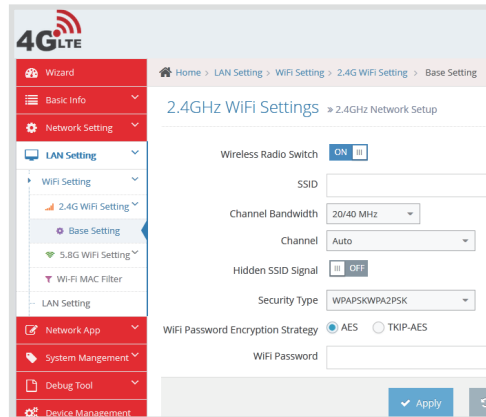 4G LTE
Wizard
Basic Info
Network Setting
LAN Setting
WiFi Setting
2.4G WiFi Setting
Base Setting
5.8G WiFi Setting
Wi-Fi MAC Filter
LAN Setting
Network App
System Mangement
Debug Tool
Device Management
Home > LAN Setting > WiFi Setting > 2.4G WiFi Setting > Base Setting
2.4GHz WiFi Settings » 2.4GHz Network Setup
Wireless Radio Switch ON
SSID
Channel Bandwidth 20/40 MHz
Channel Auto
Hidden SSID Signal OFF
Security Type WPAPSKWPA2PSK
WiFi Password Encryption Strategy AES TKIP-AES
WiFi Password
Apply